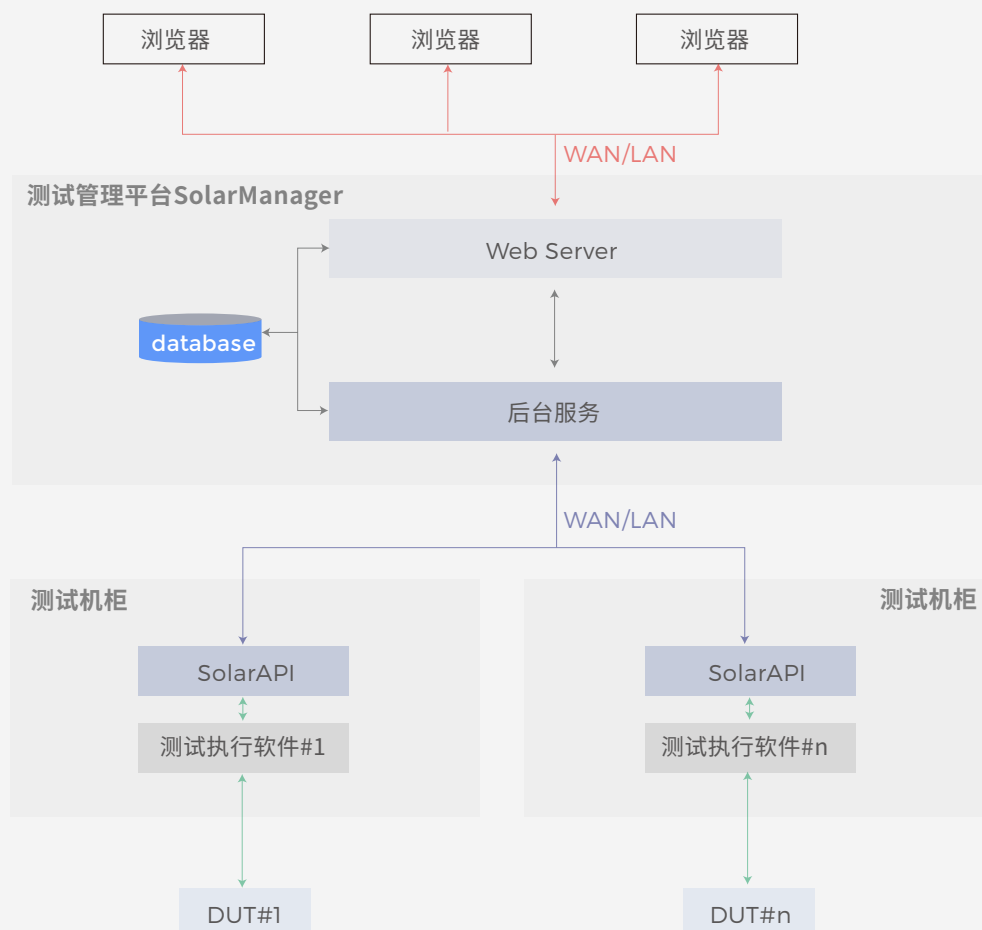 浏览器
浏览器
浏览器
WAN/LAN
测试管理平台SolarManager
Web Server
database
后台服务
WAN/LAN
测试机柜
测试机柜
SolarAPI
SolarAPI
测试执行软件#1
测试执行软件#n
DUT#1
DUT#n